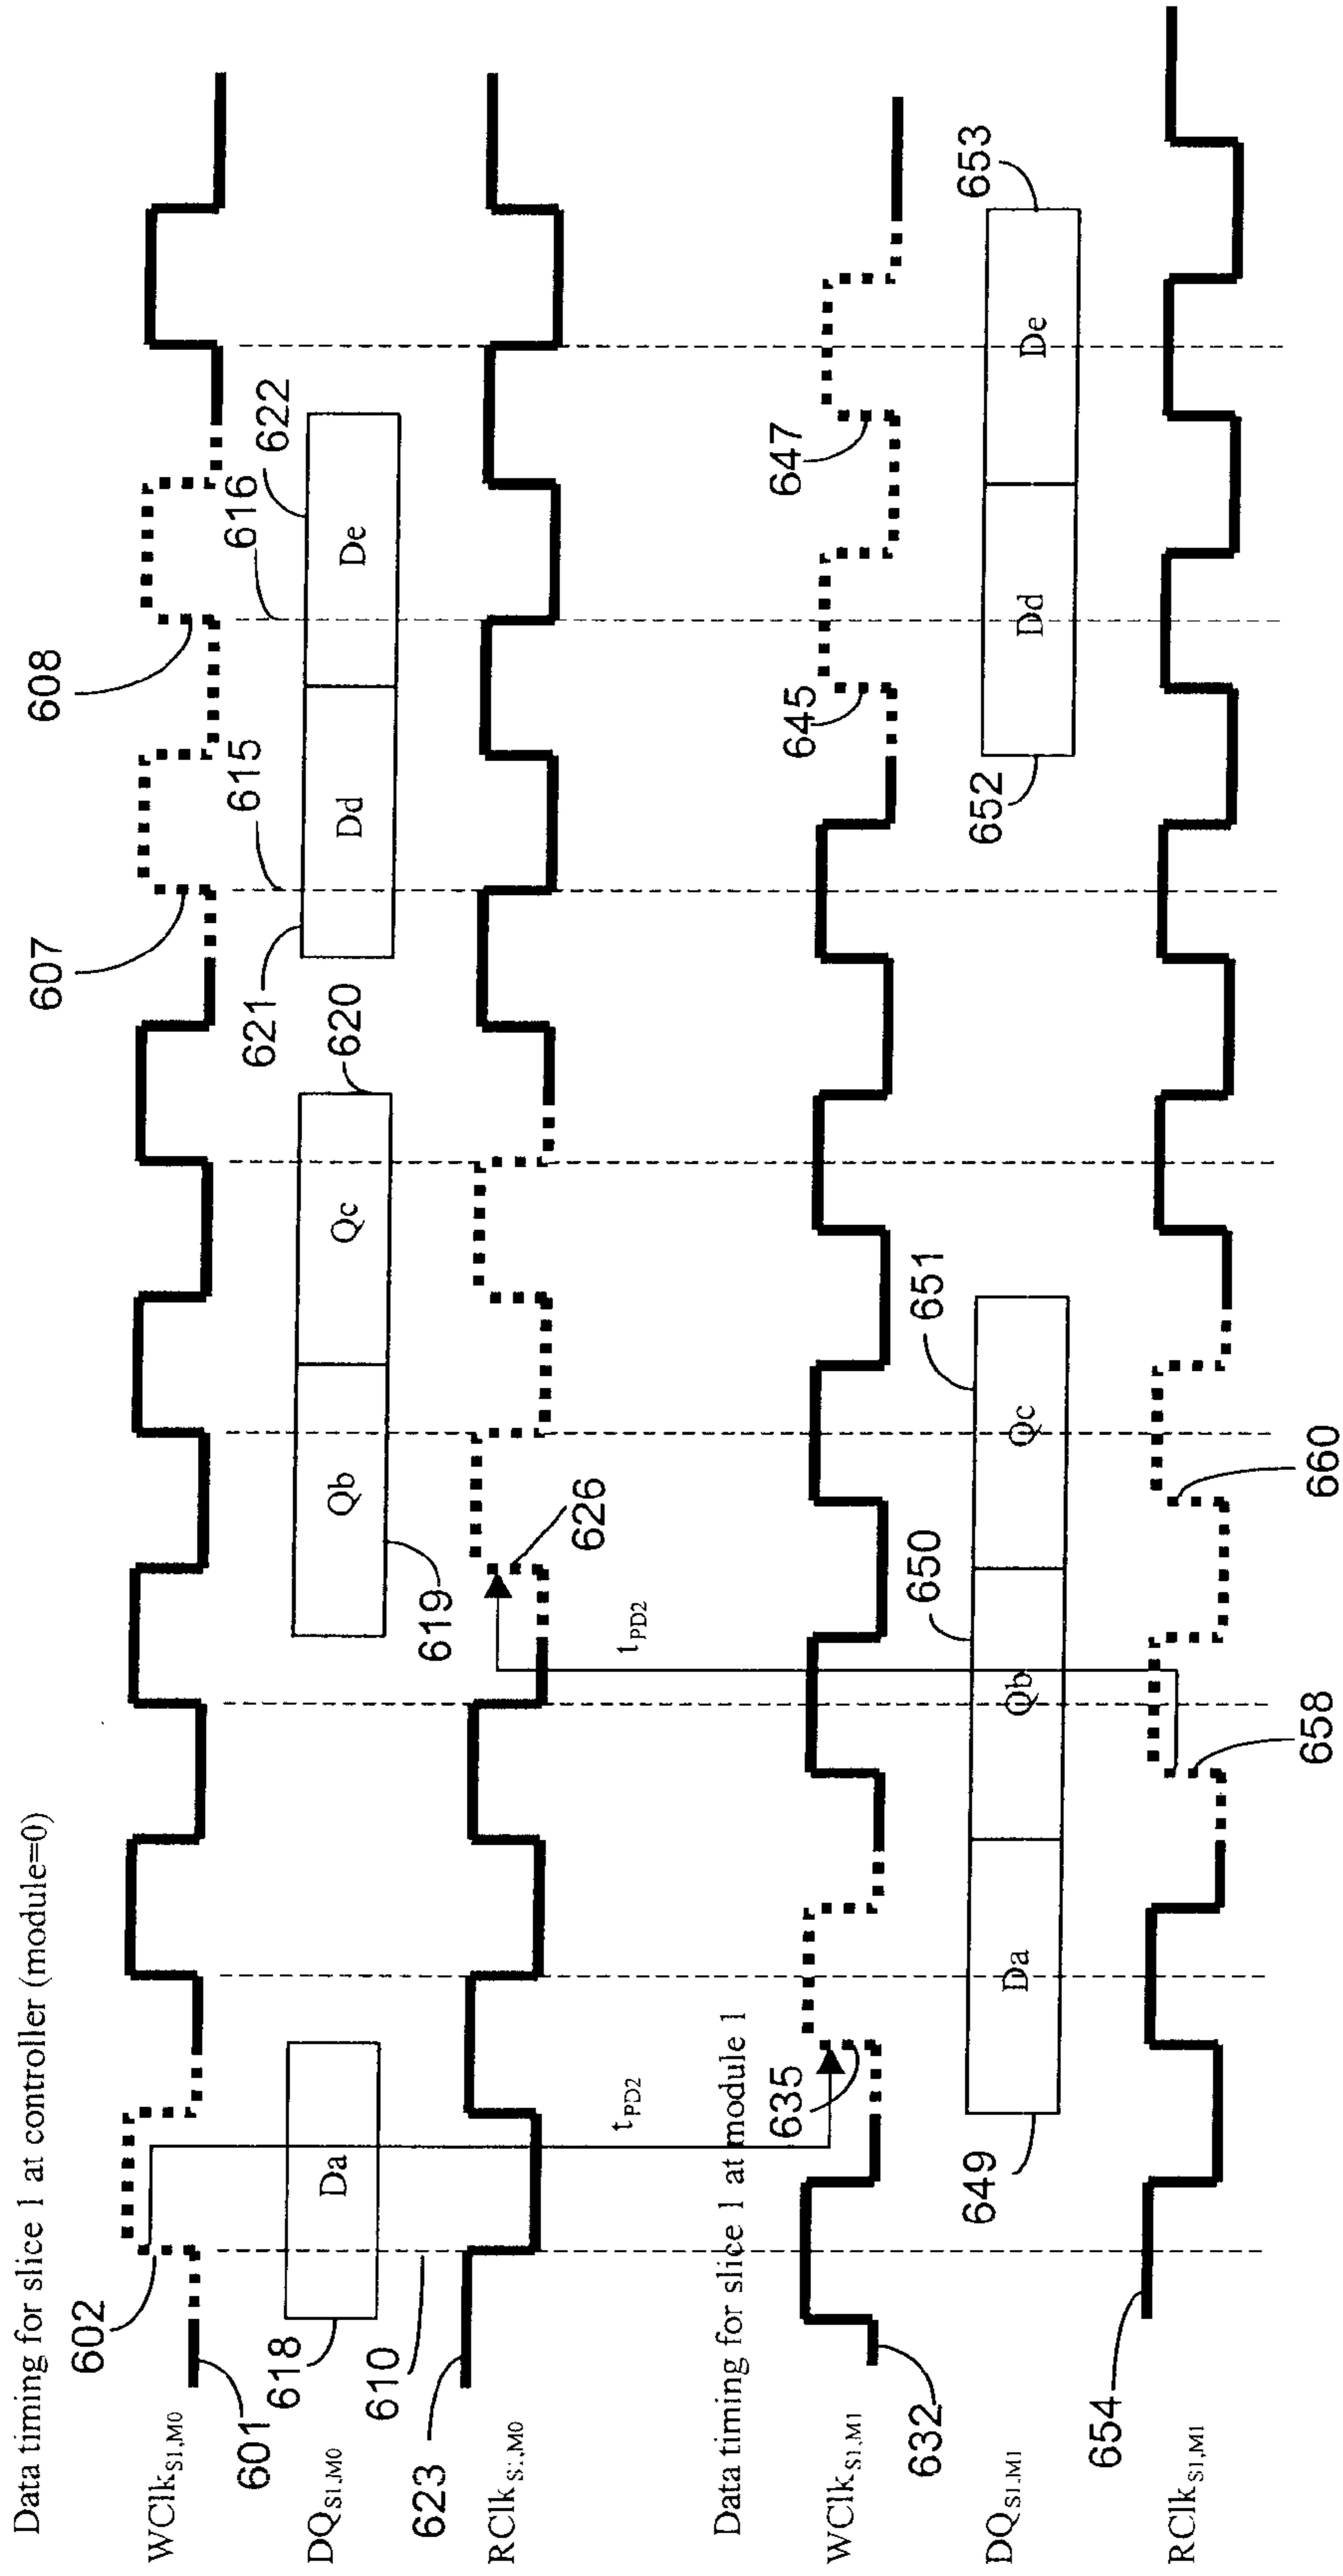 Data timing for slice 1 at controller (module=0)
602
607
608
WClk S1,M0
601
615
616
622
618
Da
Qb
Qc
620
621
Dd
De
DQ S1,M0
610
619
623
626
RClk S1,M0
tPD2
tPD2
Data timing for slice 1 at module 1
635
645
647
WClk S1,M1
632
649
650
651
652
653
Da
Qb
Qc
Dd
De
DQ S1,M1
654
658
660
RClk S1,M1